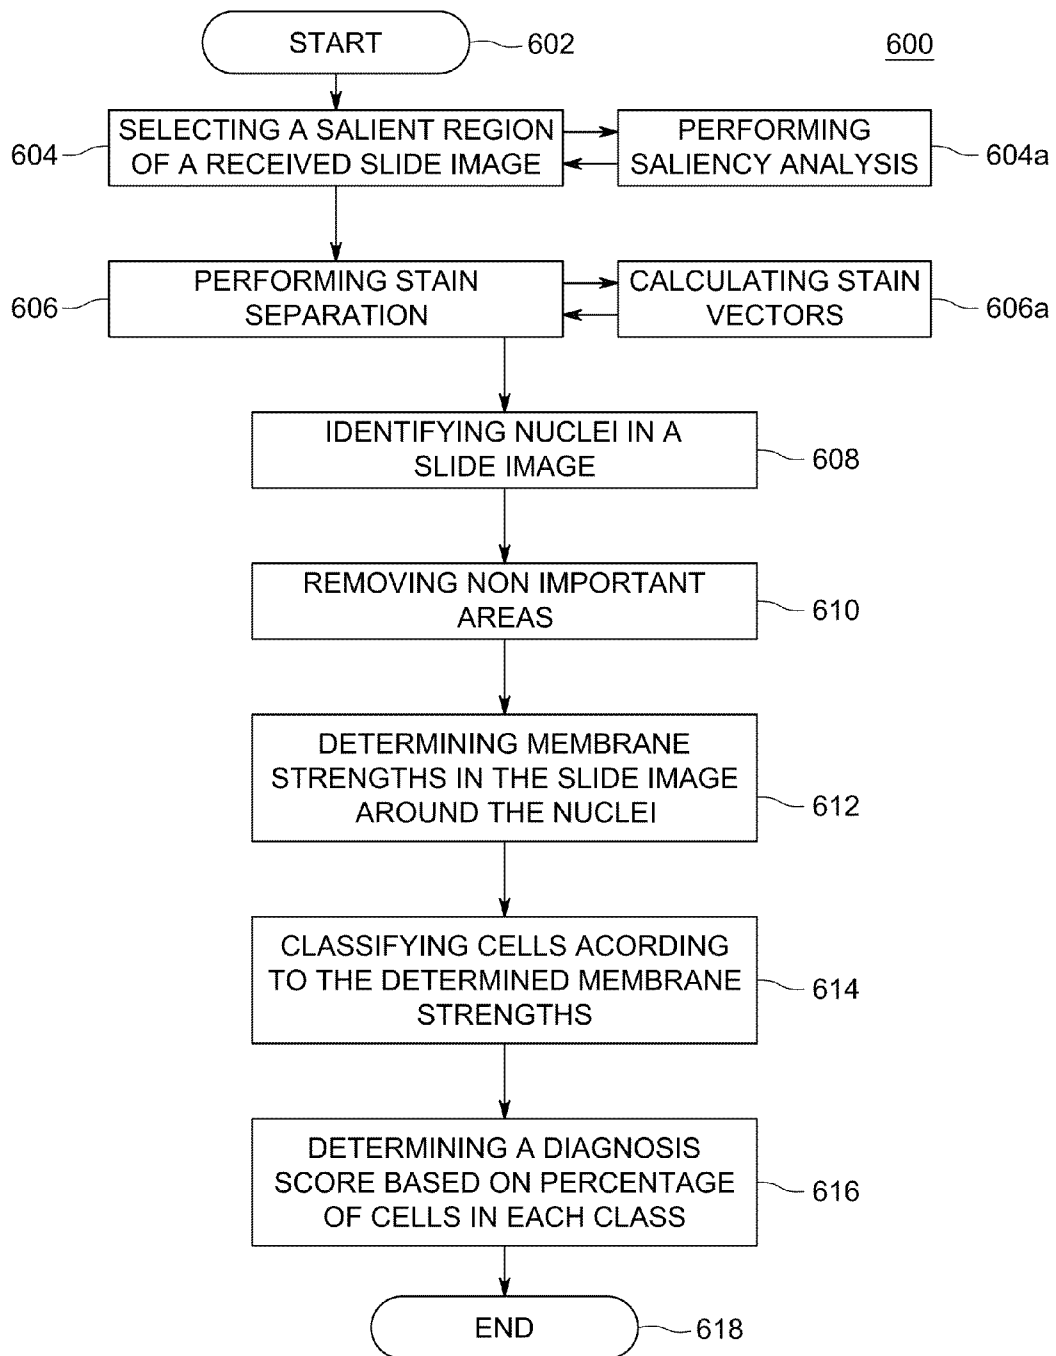 START
602
600
SELECTING A SALIENT REGION
OF A RECEIVED SLIDE IMAGE
604
PERFORMING
SALIENCY ANALYSIS
604a
PERFORMING STAIN
SEPARATION
606
CALCULATING STAIN
VECTORS
606a
IDENTIFYING NUCLEI IN A
SLIDE IMAGE
608
REMOVING NON IMPORTANT
AREAS
610
DETERMINING MEMBRANE
STRENGTHS IN THE SLIDE IMAGE
AROUND THE NUCLEI
612
CLASSIFYING CELLS ACORDING
TO THE DETERMINED MEMBRANE
STRENGTHS
614
DETERMINING A DIAGNOSIS
SCORE BASED ON PERCENTAGE
OF CELLS IN EACH CLASS
616
END
618